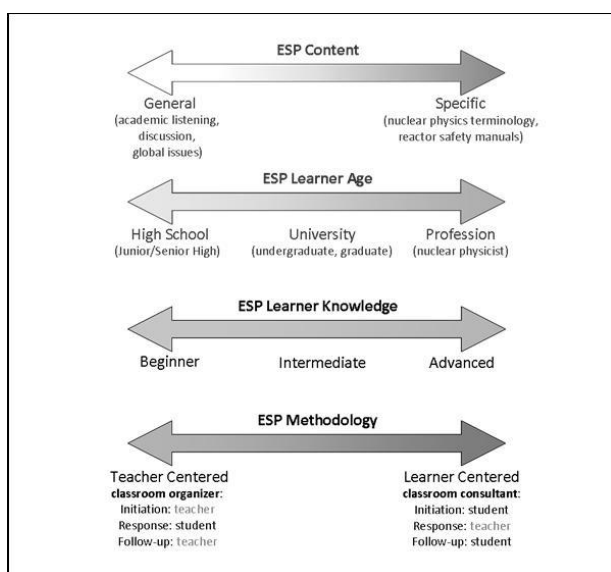 ESP Content
General
(academic listening,
discussion,
global issues)
Specific
(nuclear physics terminology,
reactor safety manuals)
ESP Learner Age
High School
(Junior/Senior High)
University
(undergraduate, graduate)
Profession
(nuclear physicist)
ESP Learner Knowledge
Beginner
Intermediate
Advanced
ESP Methodology
Teacher Centered
classroom organizer:
Initiation: teacher
Response: student
Follow-up: teacher
Learner Centered
classroom consultant:
Initiation: student
Response: teacher
Follow-up: student